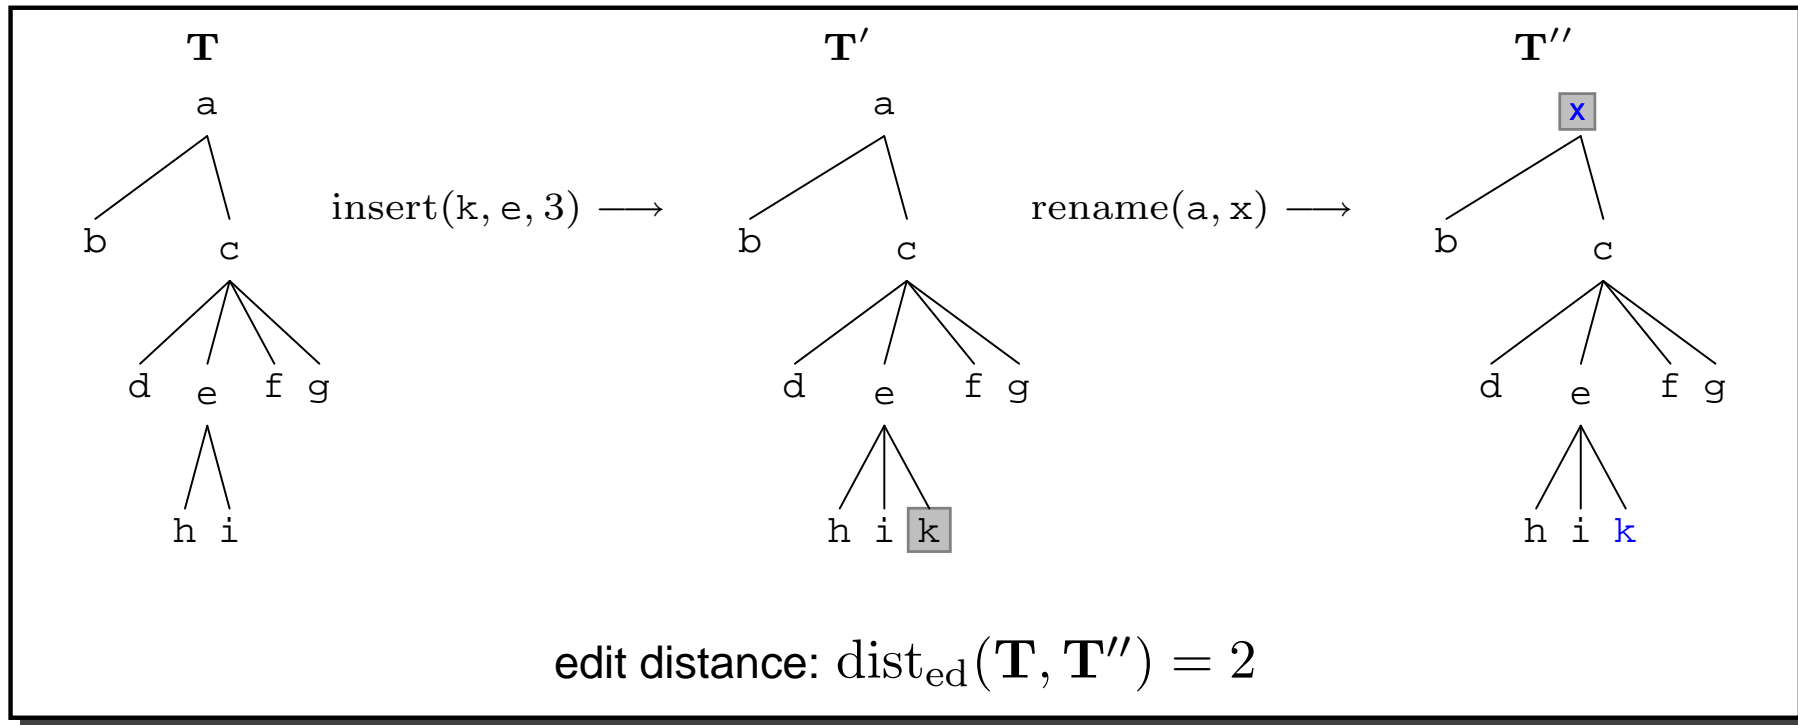 T T′ T′′
a a x
insert(k, e, 3) ⟶ rename(a, x) ⟶
b c b c b c
d e f g d e f g d e f g
h i h i k h i k
edit distance: dist_ed(T, T′′) = 2